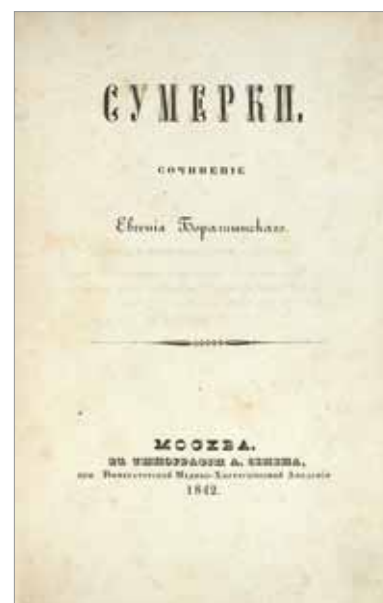 СУМЕРКИ.
СОЧИНЕНІЕ
Евгенія Боратынскаго.
МОСКВА.
ВЪ ТИПОГРАФІИ А. СЕМЕНА,
при Императорской Медико-Хирургической Академіи
1842.